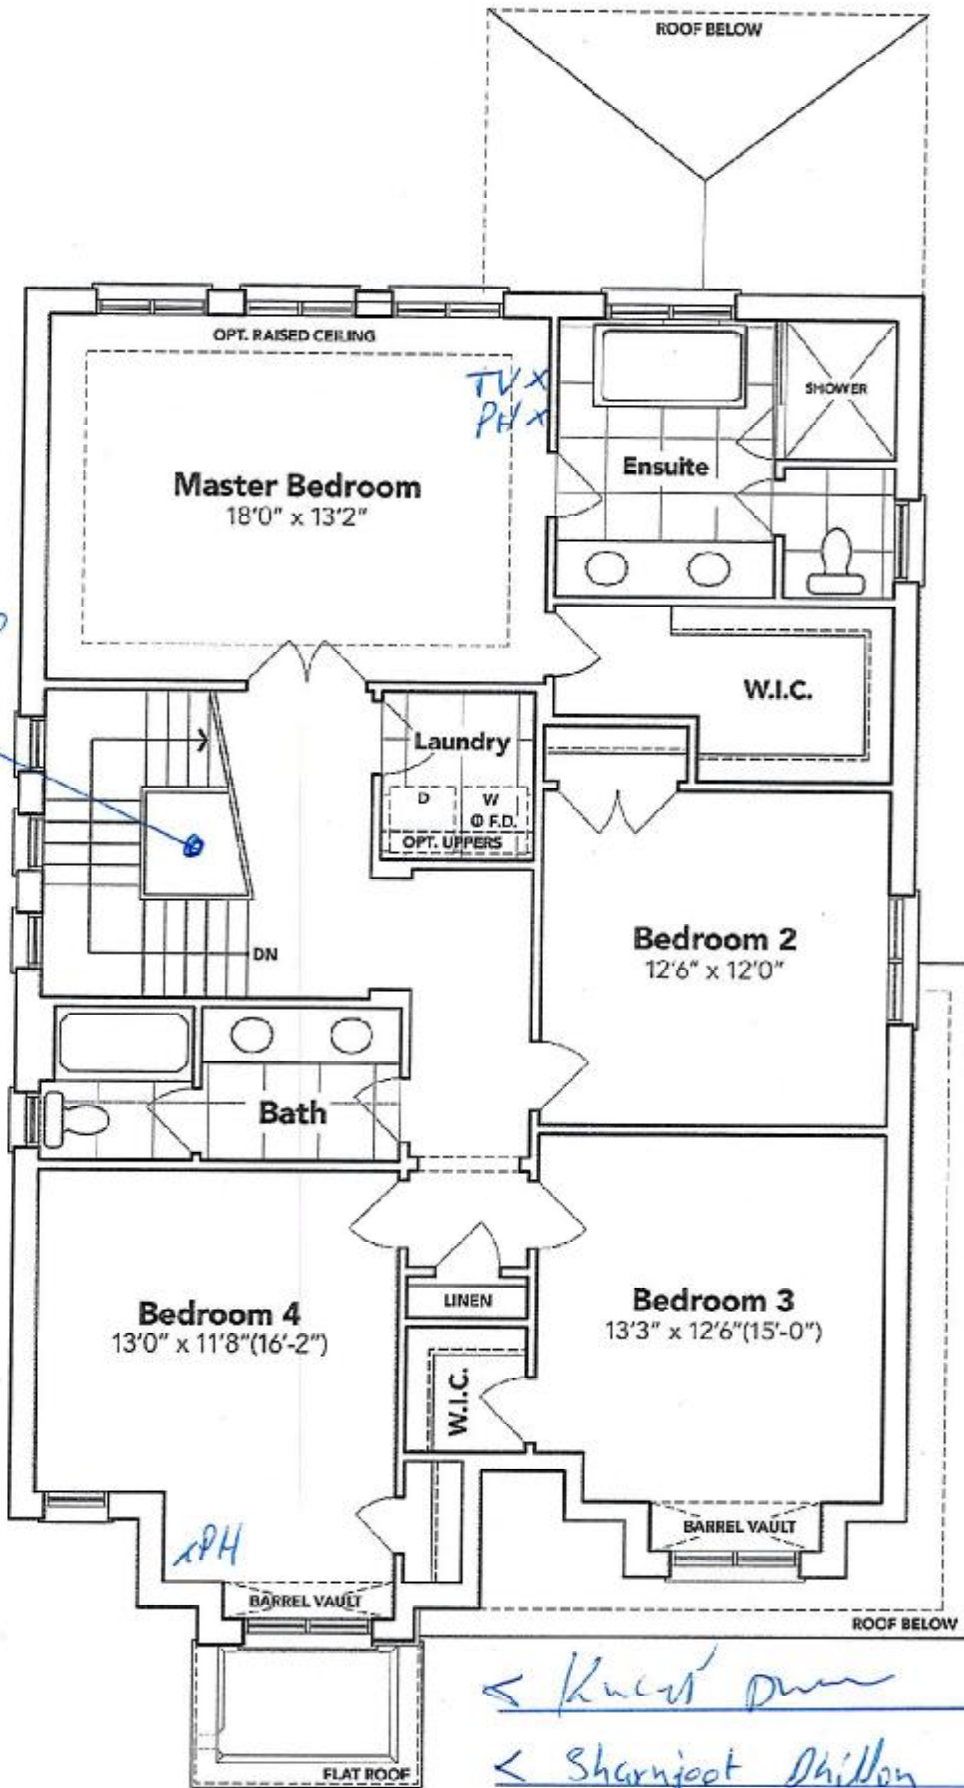 ROOF BELOW
OPT. RAISED CEILING
TV X
PH X
SHOWER
Master Bedroom
18'0" x 13'2"
Ensuite
W.I.C.
Laundry
D
W
Φ F.D.
OPT. UPPERS
DN
Bedroom 2
12'6" x 12'0"
Bath
LINEN
Bedroom 4
13'0" x 11'8"(16'-2")
Bedroom 3
13'3" x 12'6"(15'-0")
W.I.C.
BARREL VAULT
xPH
BARREL VAULT
ROOF BELOW
FLAT ROOF
< Sharnjoot Dhillon